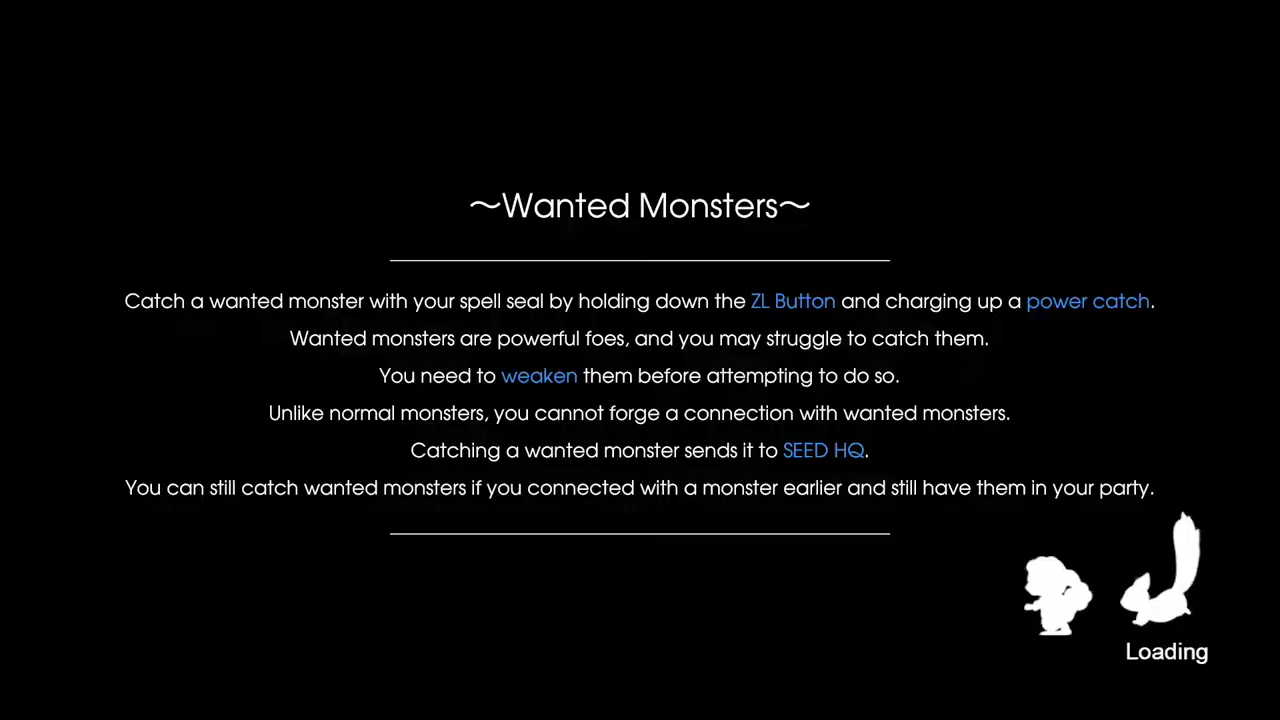 ～Wanted Monsters～
Catch a wanted monster with your spell seal by holding down the ZL Button and charging up a power catch.
Wanted monsters are powerful foes, and you may struggle to catch them.
You need to weaken them before attempting to do so.
Unlike normal monsters, you cannot forge a connection with wanted monsters.
Catching a wanted monster sends it to SEED HQ.
You can still catch wanted monsters if you connected with a monster earlier and still have them in your party.
Loading